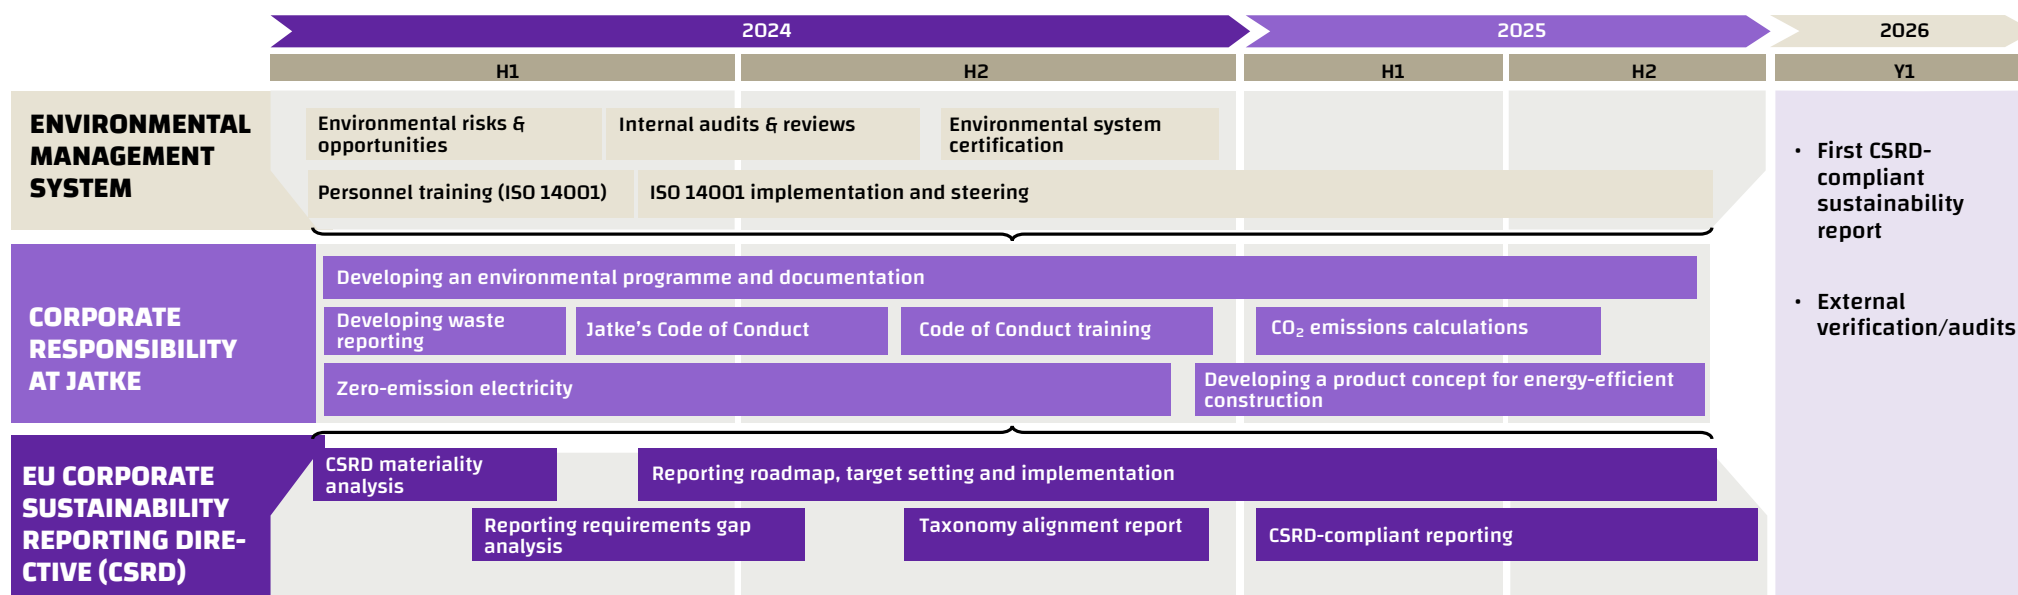 2024
2025
2026
H1
H2
H1
H2
Y1
ENVIRONMENTAL
MANAGEMENT
SYSTEM
Environmental risks &
opportunities
Internal audits & reviews
Environmental system
certification
Personnel training (ISO 14001)
ISO 14001 implementation and steering
CORPORATE
RESPONSIBILITY
AT JATKE
Developing an environmental programme and documentation
Developing waste
reporting
Jatke's Code of Conduct
Code of Conduct training
CO₂ emissions calculations
Zero-emission electricity
Developing a product concept for energy-efficient
construction
EU CORPORATE
SUSTAINABILITY
REPORTING DIRE-
CTIVE (CSRD)
CSRD materiality
analysis
Reporting roadmap, target setting and implementation
Reporting requirements gap
analysis
Taxonomy alignment report
CSRD-compliant reporting
• First CSRD-
compliant
sustainability
report
• External
verification/audits